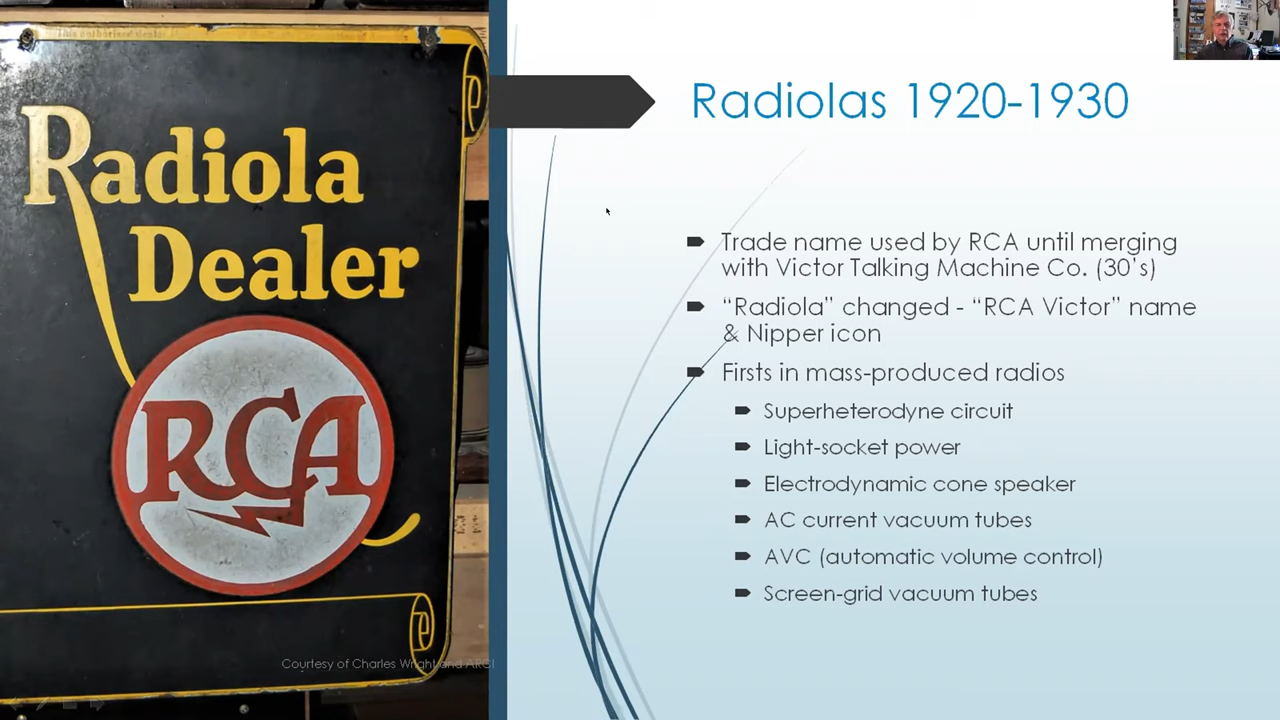 Radiola
Dealer
RCA
Courtesy of Charles Wright and ARCI
Radiolas 1920-1930
Trade name used by RCA until merging
with Victor Talking Machine Co. (30's)
“Radiola” changed - “RCA Victor” name
& Nipper icon
Firsts in mass-produced radios
Superheterodyne circuit
Light-socket power
Electrodynamic cone speaker
AC current vacuum tubes
AVC (automatic volume control)
Screen-grid vacuum tubes